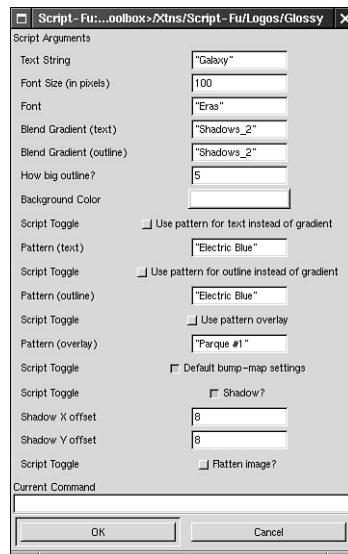 Script-Fu:...oolbox>/Xtns/Script-Fu/Logos/Glossy
Script Arguments
Text String "Galaxy"
Font Size (in pixels) 100
Font "Eras"
Blend Gradient (text) "Shadows_2"
Blend Gradient (outline) "Shadows_2"
How big outline? 5
Background Color
Script Toggle Use pattern for text instead of gradient
Pattern (text) "Electric Blue"
Script Toggle Use pattern for outline instead of gradient
Pattern (outline) "Electric Blue"
Script Toggle Use pattern overlay
Pattern (overlay) "Parque #1"
Script Toggle Default bump-map settings
Script Toggle Shadow?
Shadow X offset 8
Shadow Y offset 8
Script Toggle Flatten image?
Current Command
OK Cancel